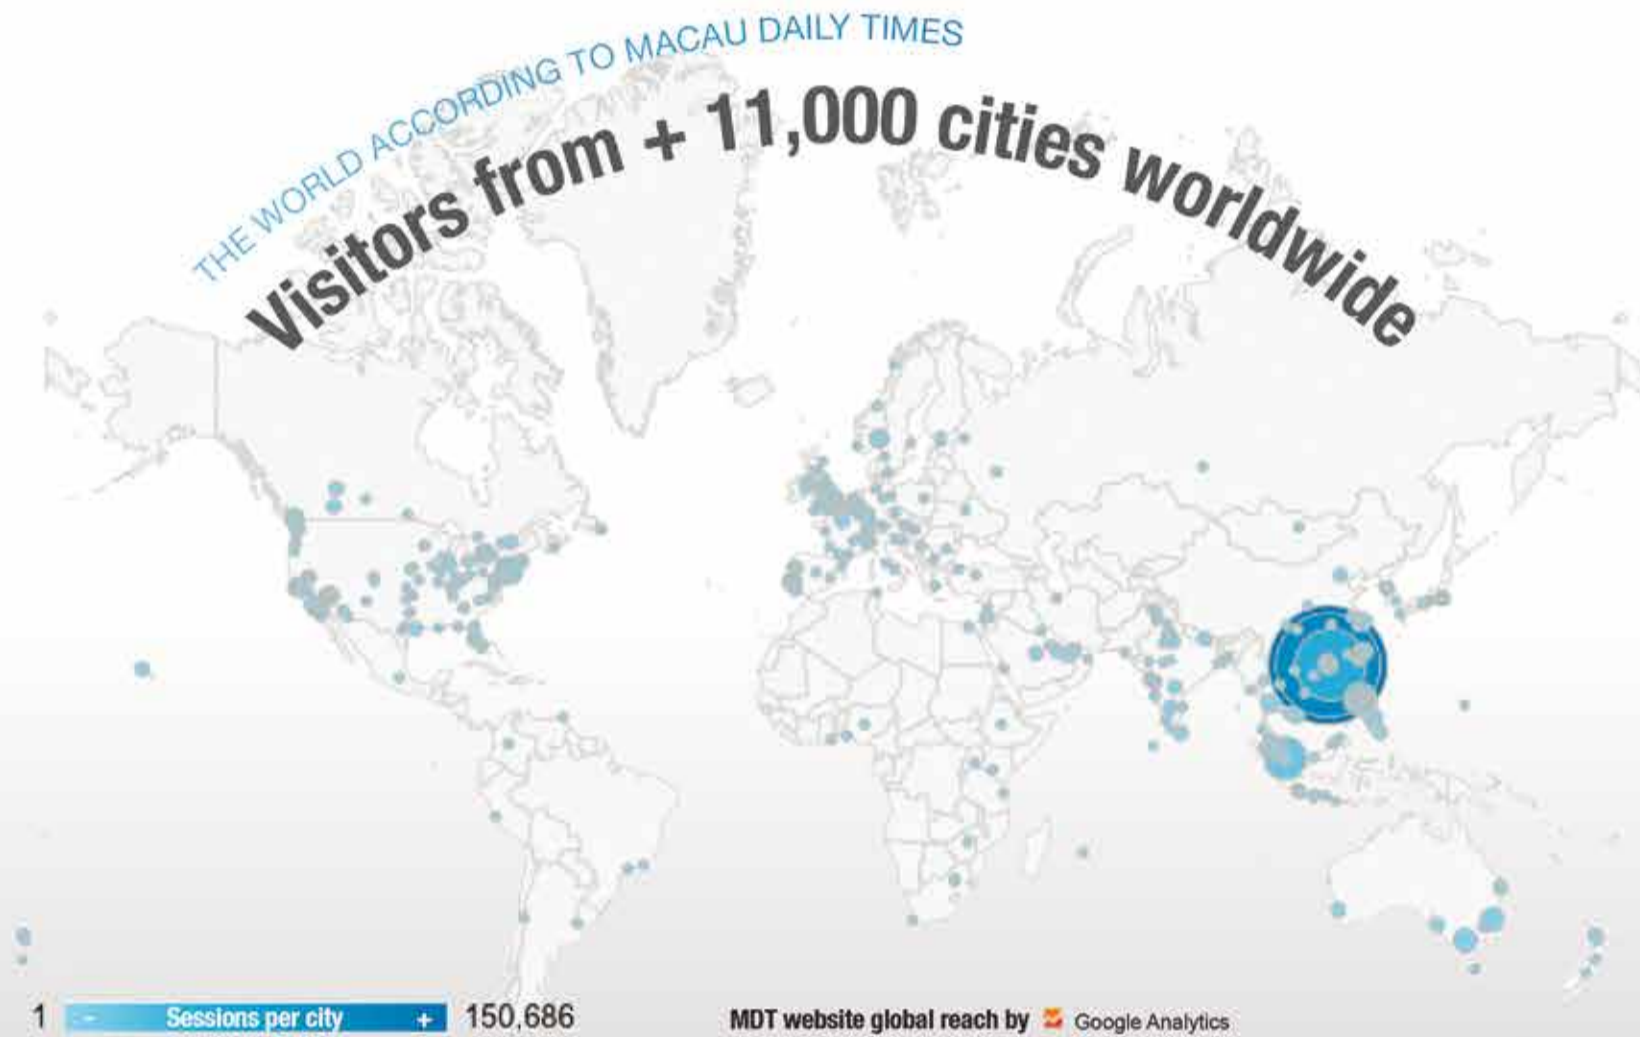 THE WORLD ACCORDING TO MACAU DAILY TIMES
Visitors from + 11,000 cities worldwide
1 - Sessions per city + 150,686
MDT website global reach by Google Analytics